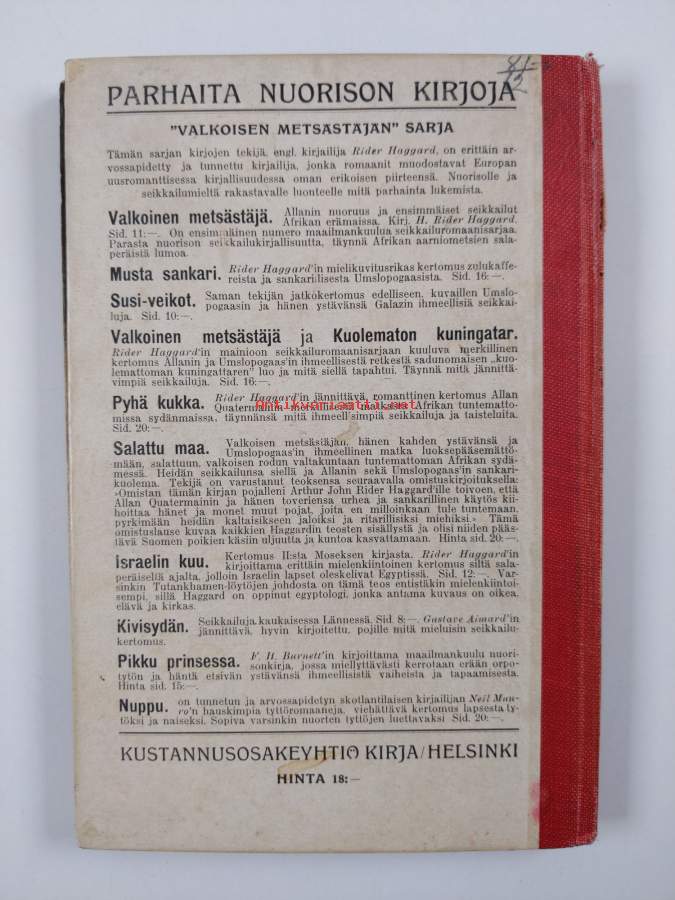 81:-
12
PARHAITA NUORISON KIRJOJA
"VALKOISEN METSÄSTÄJÄN" SARJA
Tämän sarjan kirjojen tekijä, engl. kirjailija Rider Haggard, on erittäin ar-
vossapidetty ja tunnettu kirjailija, jonka romaanit muodostavat Europan
uusromanttisessa kirjallisuudessa oman erikoisen piirteensä. Nuorisolle ja
seikkailumieltä rakastavalle luonteelle mitä parhainta lukemista.
Valkoinen metsästäjä. Allanin nuoruus ja ensimmäiset seikkailut
Afrikan erämaissa. Kirj. H. Rider Haggard.
Sid. 11:—. On ensimmäinen numero maailmankuulua seikkailuromaanisarjaa.
Parasta nuorison seikkailukirjallisuutta, täynnä Afrikan aarniometsien sala-
peräistä lumoa.
Musta sankari. Rider Haggard'in mielikuvitusrikas kertomus zulukaffe-
reista ja sankarillisesta Umslopogaasista. Sid. 16:—.
Susi-veikot. Saman tekijän jatkokertomus edelliseen, kuvaillen Umslo-
pogaasin ja hänen ystävänsä Galazin ihmeellisiä seikkai-
luja. Sid. 10:—.
Valkoinen metsästäjä ja Kuolematon kuningatar.
Rider Haggard'in mainioon seikkailuromaanisarjaan kuuluva merkillinen
kertomus Allanin ja Umslopogaas'in ihmeellisestä retkestä sadunomaisen „kuo-
lemattoman kuningattaren" luo ja mitä siellä tapahtui. Täynnä mitä jännittä-
vimpiä seikkailuja. Sid. 16:—.
Pyhä kukka. Rider Haggard'in jännittävä, romanttinen kertomus Allan
Quatermainin ihmeellisestä matkasta Afrikan tuntematto-
missa sydänmaissa, täynnänsä mitä ihmeellisimpiä seikkailuja ja taisteluita.
Sid. 20:—.
antikvariaatti.net
Salattu maa. Valkoisen metsästäjän, hänen kahden ystävänsä ja
Umslopogaas'in ihmeellinen matka luoksepääsemättö-
mään, salattuun, valkoisen rodun valtakuntaan tuntemattoman Afrikan sydä-
messä. Heidän seikkailunsa siellä ja Allanin sekä Umslopogaas'in sankari-
kuolema. Tekijä on varustanut teoksensa seuraavalla omistuskirjoituksella:
»Omistan tämän kirjan pojalleni Arthur John Rider Haggard'ille toivoen, että
Allan Quatermainin ja hänen toveriensa urhea ja sankarillinen käytös kii-
hoittaa hänet ja monet muut pojat, joita en milloinkaan tule tuntemaan,
pyrkimään heidän kaltaisikseen jaloiksi ja ritarillisiksi miehiksi.» Tämä
omistuslause kuvaa kaikkien Haggardin teosten sisällystä ja olisi niiden pääs-
tävä Suomen poikien käsiin uljuutta ja kuntoa kasvattamaan. Hinta sid. 20:—.
Israelin kuu. Kertomus II:sta Moseksen kirjasta. Rider Haggard'in
kirjoittama erittäin mielenkiintoinen kertomus siltä sala-
peräiseltä ajalta, jolloin Israelin lapset oleskelivat Egyptissä. Sid. 12:—. Var-
sinkin Tutankhamen-löytöjen johdosta on tämä teos entistäkin mielenkiintoi-
sempi, sillä Haggard on oppinut egyptologi, jonka antama kuvaus on oikea,
elävä ja kirkas.
Kivisydän. Seikkailuja kaukaisessa Lännessä. Sid. 8:—. Gustave Aimard'in
jännittävä, hyvin kirjoitettu, pojille mitä mieluisin seikkailu-
kertomus.
Pikku prinsessa. F. H. Burnett'in kirjoittama maailmankuulu nuori-
sonkirja, jossa miellyttävästi kerrotaan erään orpo-
tytön ja häntä etsivän ystävänsä ihmeellisistä vaiheista ja tapaamisesta.
Hinta sid. 15:—.
Nuppu. on tunnetun ja arvossapidetyn skotlantilaisen kirjailijan Neil Mun-
ro'n hauskimpia tyttöromaaneja, viehättävä kertomus lapsesta ty-
töksi ja naiseksi. Sopiva varsinkin nuorten tyttöjen luettavaksi Sid. 20:—.
KUSTANNUSOSAKEYHTIÖ KIRJA/HELSINKI
HINTA 18:—